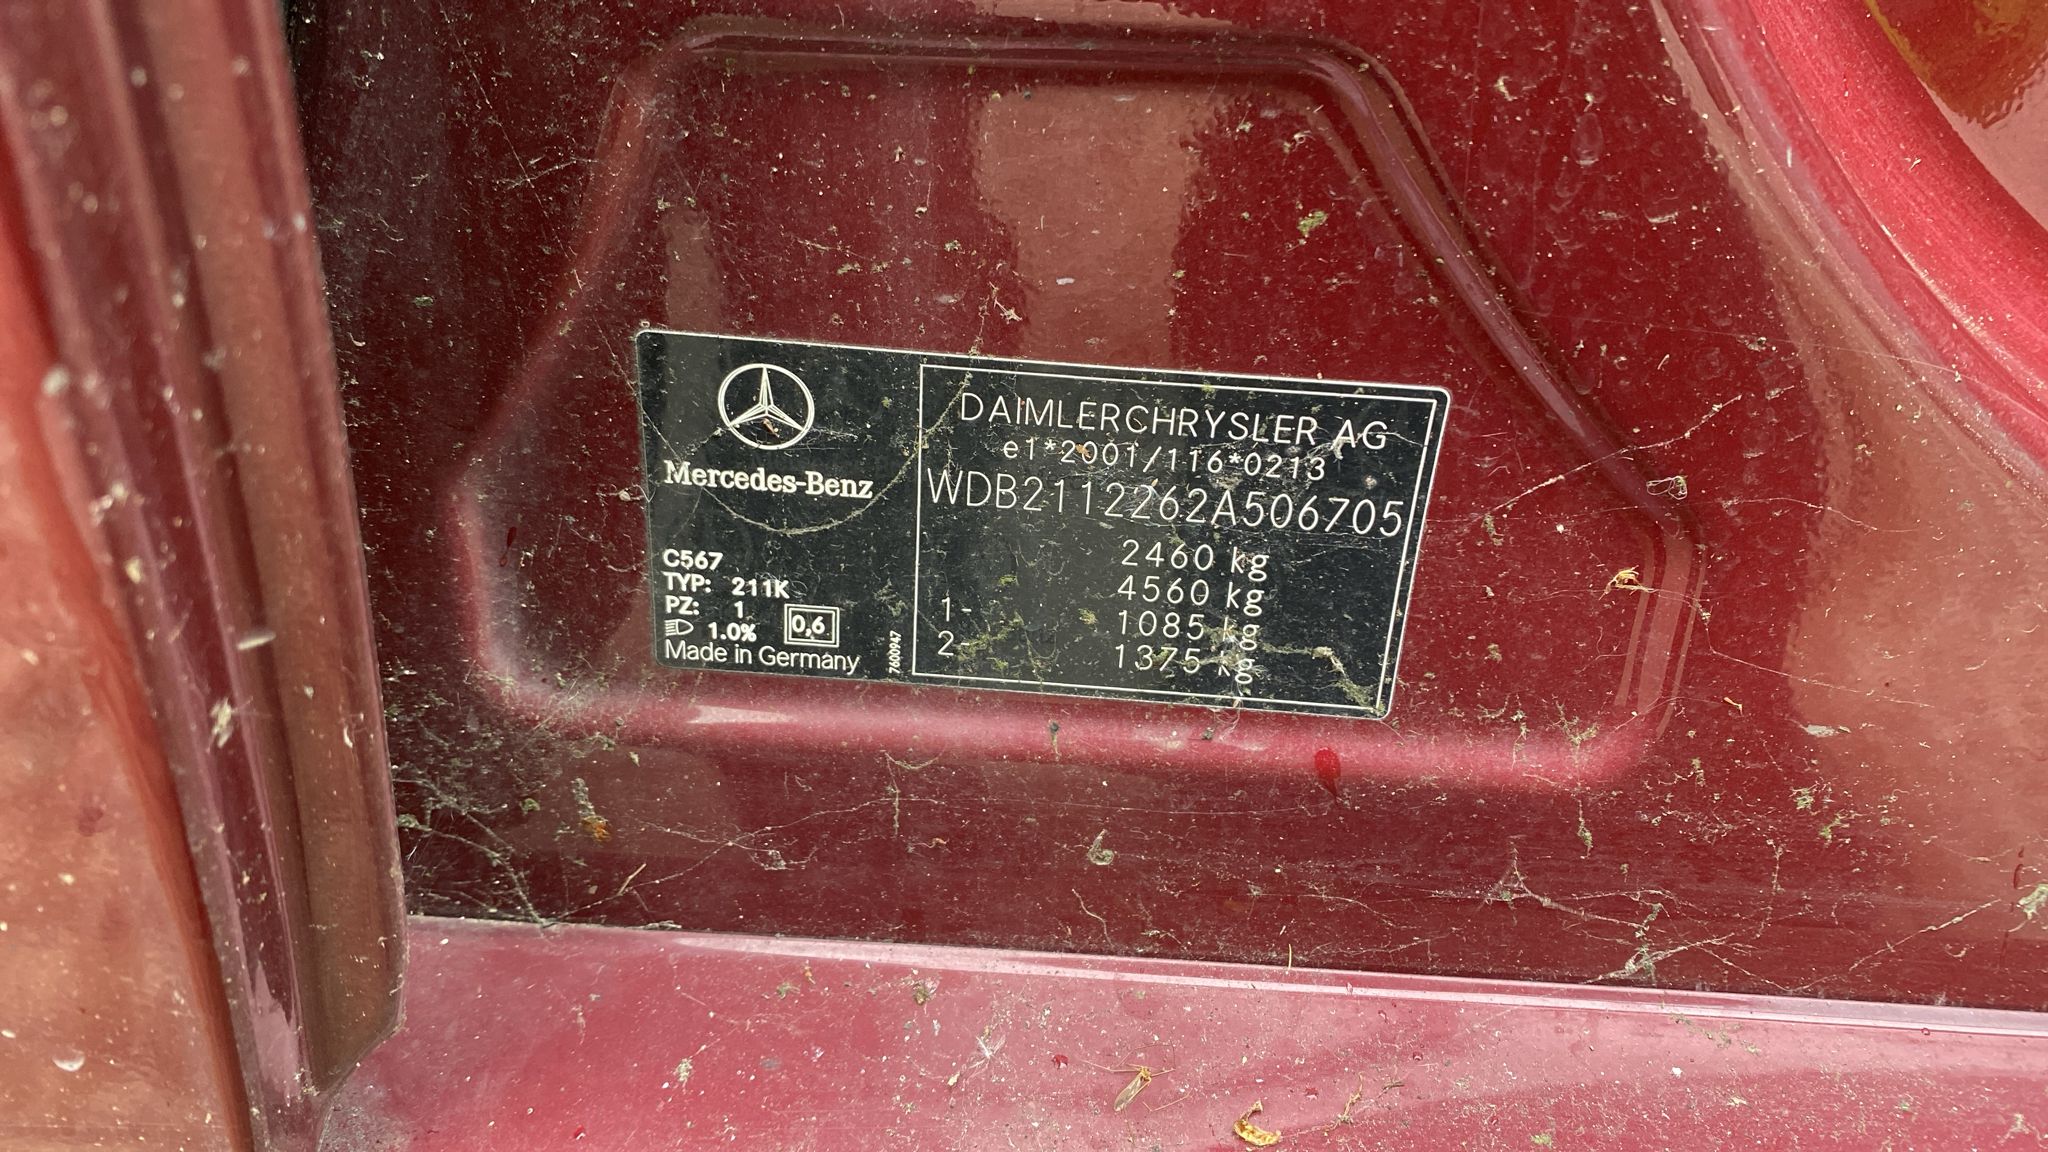 Mercedes-Benz
C567
TYP: 211K
PZ: 1
1.0% 0,6
Made in Germany
7600947
DAIMLERCHRYSLER AG
e1*2001/116*0213
WDB2112262A506705
2460 kg
4560 kg
1- 1085 kg
2- 1375 kg